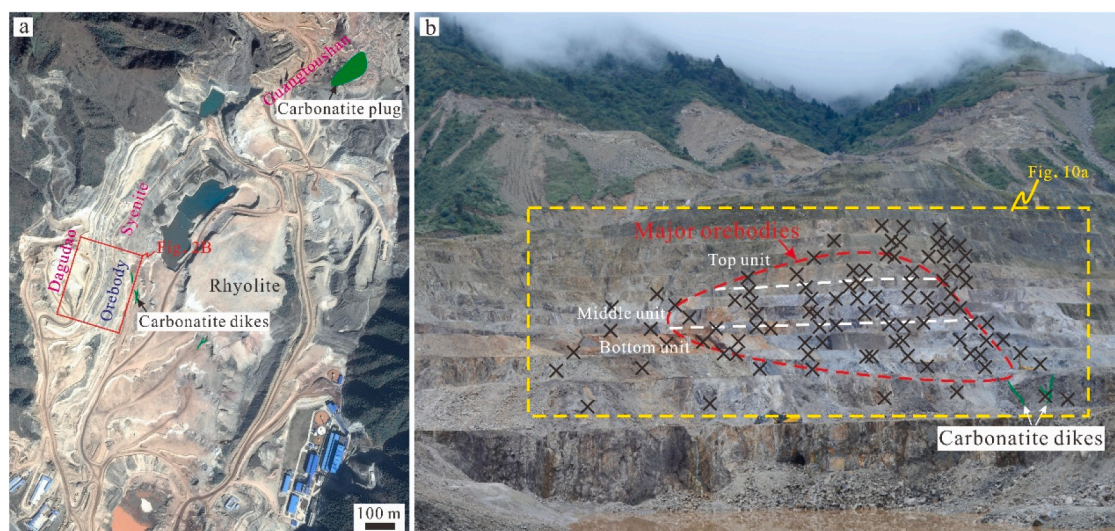 a
Guangtoushan
Carbonatite plug
Syenite
Dagudao
Orebody
Fig. 2B
Carbonatite dikes
Rhyolite
100 m
b
Fig. 10a
Major orebodies
Top unit
Middle unit
Bottom unit
Carbonatite dikes